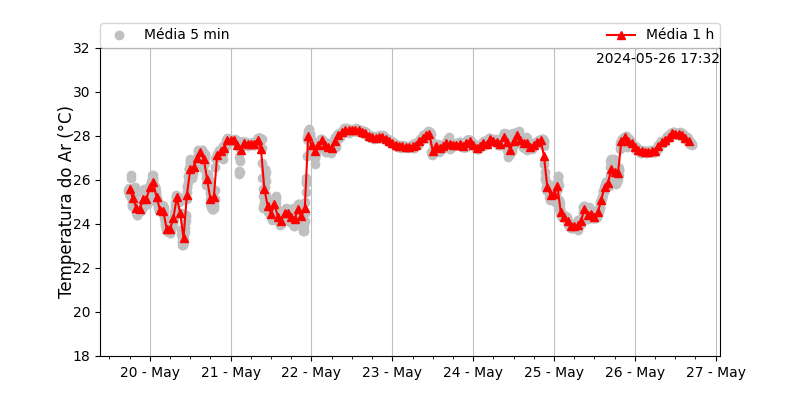 Média 5 min
Média 1 h
2024-05-26 17:32
Temperatura do Ar (°C)
32
30
28
26
24
22
20
18
20 - May
21 - May
22 - May
23 - May
24 - May
25 - May
26 - May
27 - May